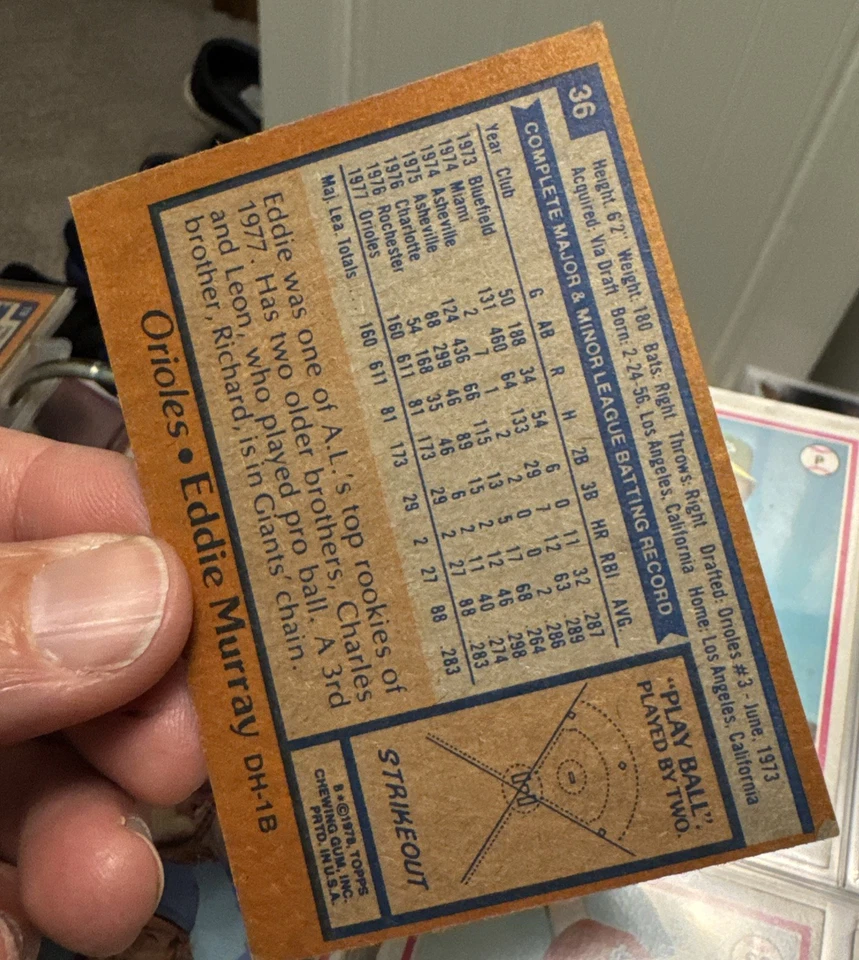 36
Height: 6'2" Weight: 180 Bats: Right Throws: Right Drafted: Orioles #3 - June, 1973
Acquired: Via Draft Born: 2-24-56, Los Angeles, California Home: Los Angeles, California
COMPLETE MAJOR & MINOR LEAGUE BATTING RECORD
Year Club G AB R H 2B 3B HR RBI AVG.
1973 Bluefield 50 188 34 54 6 0 11 32 .287
1974 Miami 131 460 64 133 29 7 12 63 .289
1974 Asheville 2 7 1 2 2 0 0 2 .286
1975 Asheville 124 436 66 115 13 5 17 68 .264
1976 Charlotte 88 299 46 89 15 2 12 46 .298
1976 Rochester 54 168 35 46 6 2 11 40 .274
1977 Orioles 160 611 81 173 29 2 27 88 .283
Maj. Lea Totals . . . 160 611 81 173 29 2 27 88 .283
Eddie was one of A.L.'s top rookies of
1977. Has two older brothers, Charles
and Leon, who played pro ball. A 3rd
brother, Richard, is in Giants' chain.
"PLAY BALL".
PLAYED BY TWO.
STRIKEOUT
B★©1978, TOPPS
CHEWING GUM, INC.
PRTD. IN U.S.A.
Orioles • Eddie Murray DH-1B